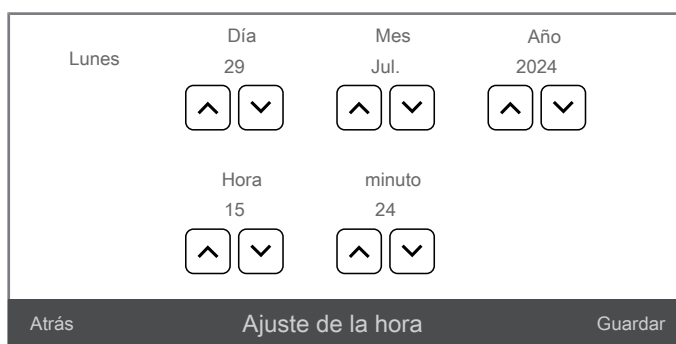 Día Mes Año
Lunes 29 Jul. 2024
Hora minuto
15 24
Atrás Ajuste de la hora Guardar